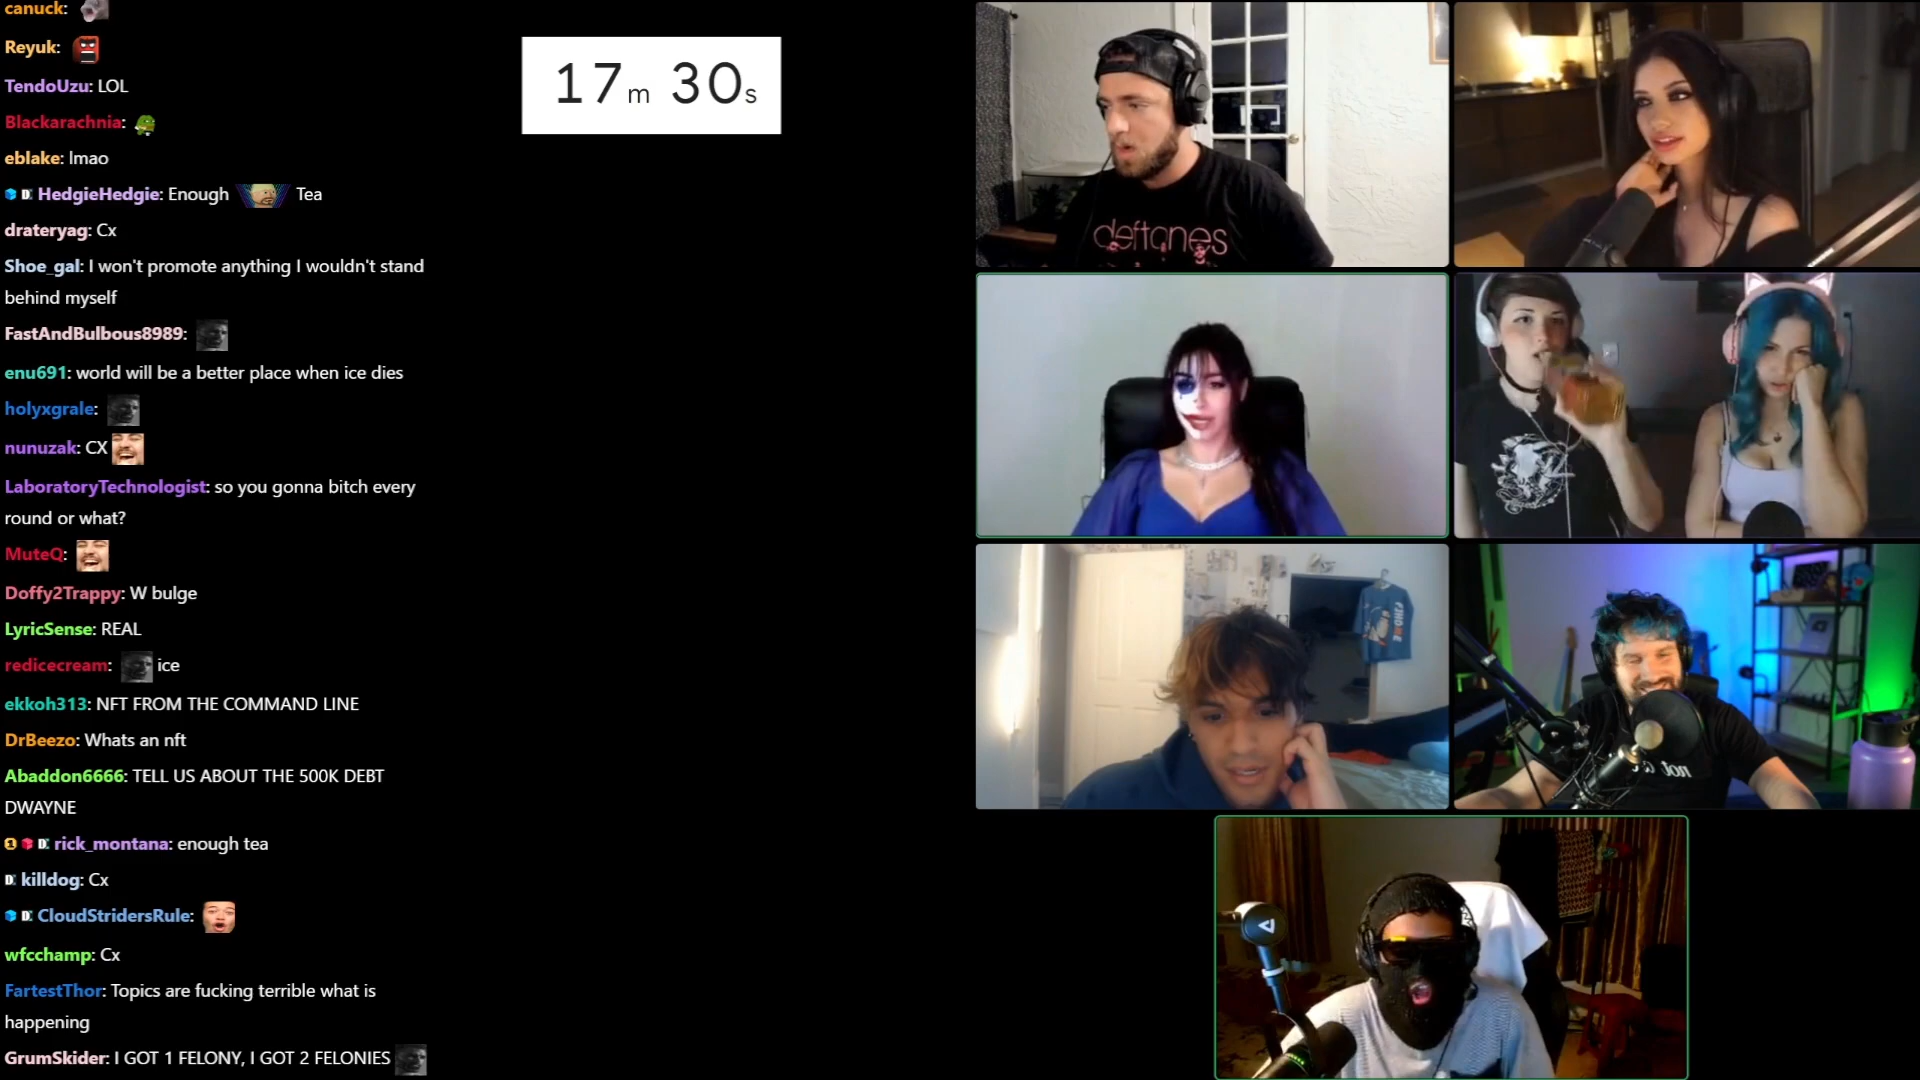 canuck:
Reyuk:
TendoUzu: LOL
Blackarachnia:
eblake: lmao
HedgieHedgie: Enough Tea
drateryag: Cx
Shoe_gal: I won't promote anything I wouldn't stand
behind myself
FastAndBulbous8989:
enu691: world will be a better place when ice dies
holyxgrale:
nunuzak: CX
LaboratoryTechnologist: so you gonna bitch every
round or what?
MuteQ:
Doffy2Trappy: W bulge
LyricSense: REAL
redicecream: ice
ekkoh313: NFT FROM THE COMMAND LINE
DrBeezo: Whats an nft
Abaddon6666: TELL US ABOUT THE 500K DEBT
DWAYNE
rick_montana: enough tea
killdog: Cx
CloudStridersRule:
wfcchamp: Cx
FartestThor: Topics are fucking terrible what is
happening
GrumSkider: I GOT 1 FELONY, I GOT 2 FELONIES
17m 30s
deftones